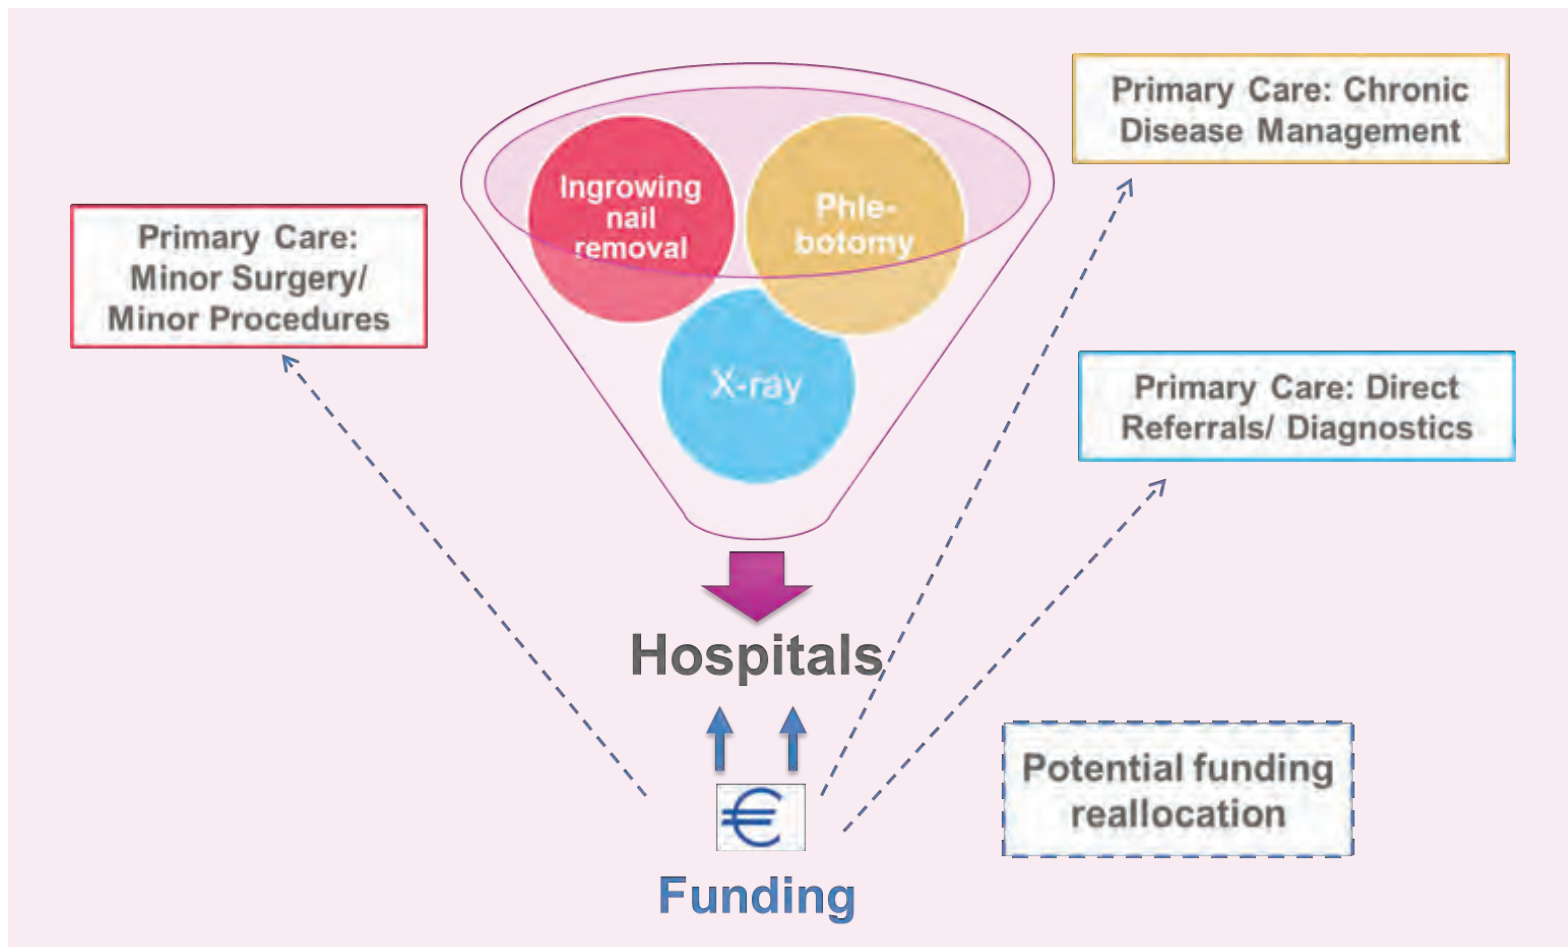 Primary Care: Chronic
Disease Management
Ingrowing
nail
removal
Phle-
botomy
Primary Care:
Minor Surgery/
Minor Procedures
X-ray
Primary Care: Direct
Referrals/ Diagnostics
Hospitals
Potential funding
reallocation
€
Funding